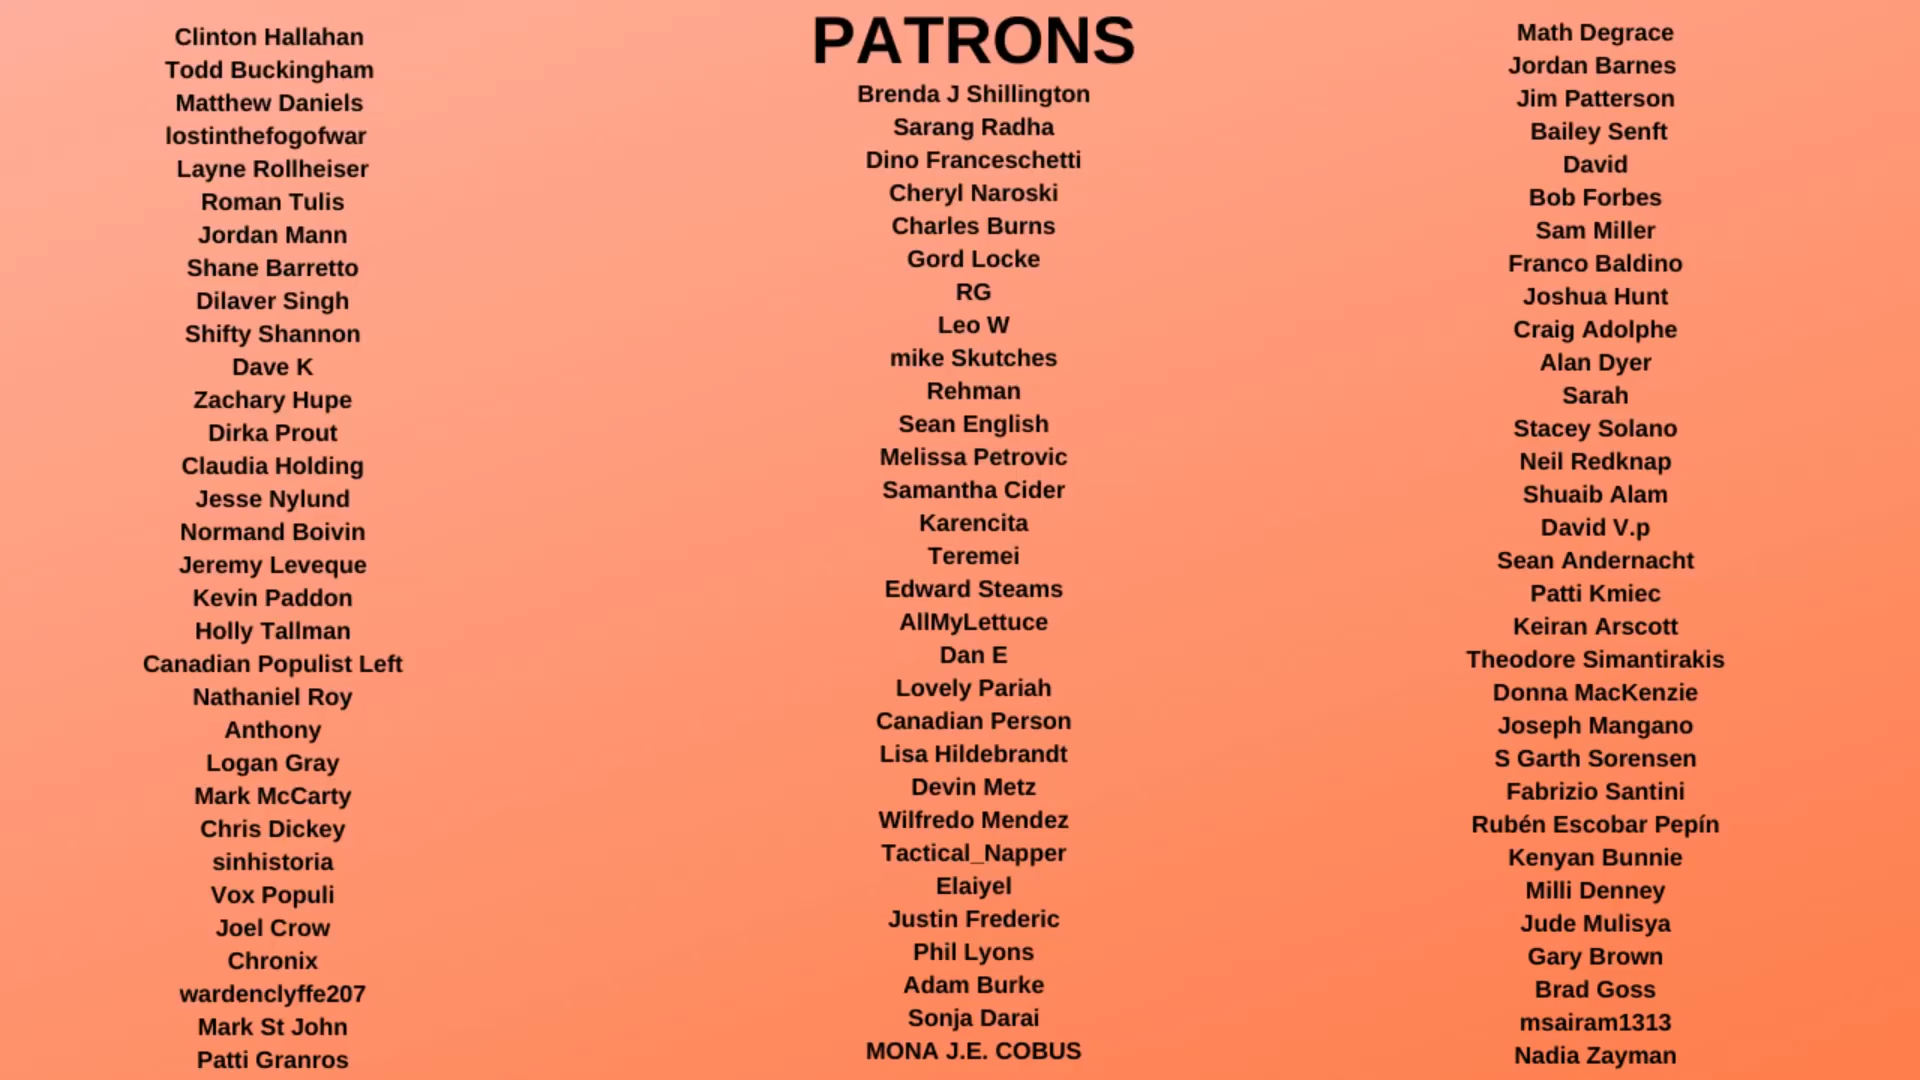 Clinton Hallahan
Todd Buckingham
Matthew Daniels
lostinthefogofwar
Layne Rollheiser
Roman Tulis
Jordan Mann
Shane Barretto
Dilaver Singh
Shifty Shannon
Dave K
Zachary Hupe
Dirka Prout
Claudia Holding
Jesse Nylund
Normand Boivin
Jeremy Leveque
Kevin Paddon
Holly Tallman
Canadian Populist Left
Nathaniel Roy
Anthony
Logan Gray
Mark McCarty
Chris Dickey
sinhistoria
Vox Populi
Joel Crow
Chronix
wardenclyffe207
Mark St John
Patti Granros
PATRONS
Brenda J Shillington
Sarang Radha
Dino Franceschetti
Cheryl Naroski
Charles Burns
Gord Locke
RG
Leo W
mike Skutches
Rehman
Sean English
Melissa Petrovic
Samantha Cider
Karencita
Teremei
Edward Steams
AllMyLettuce
Dan E
Lovely Pariah
Canadian Person
Lisa Hildebrandt
Devin Metz
Wilfredo Mendez
Tactical_Napper
Elaiyel
Justin Frederic
Phil Lyons
Adam Burke
Sonja Darai
MONA J.E. COBUS
Math Degrace
Jordan Barnes
Jim Patterson
Bailey Senft
David
Bob Forbes
Sam Miller
Franco Baldino
Joshua Hunt
Craig Adolphe
Alan Dyer
Sarah
Stacey Solano
Neil Redknap
Shuaib Alam
David V.p
Sean Andernacht
Patti Kmiec
Keiran Arscott
Theodore Simantirakis
Donna MacKenzie
Joseph Mangano
S Garth Sorensen
Fabrizio Santini
Rubén Escobar Pepín
Kenyan Bunnie
Milli Denney
Jude Mulisya
Gary Brown
Brad Goss
msairam1313
Nadia Zayman